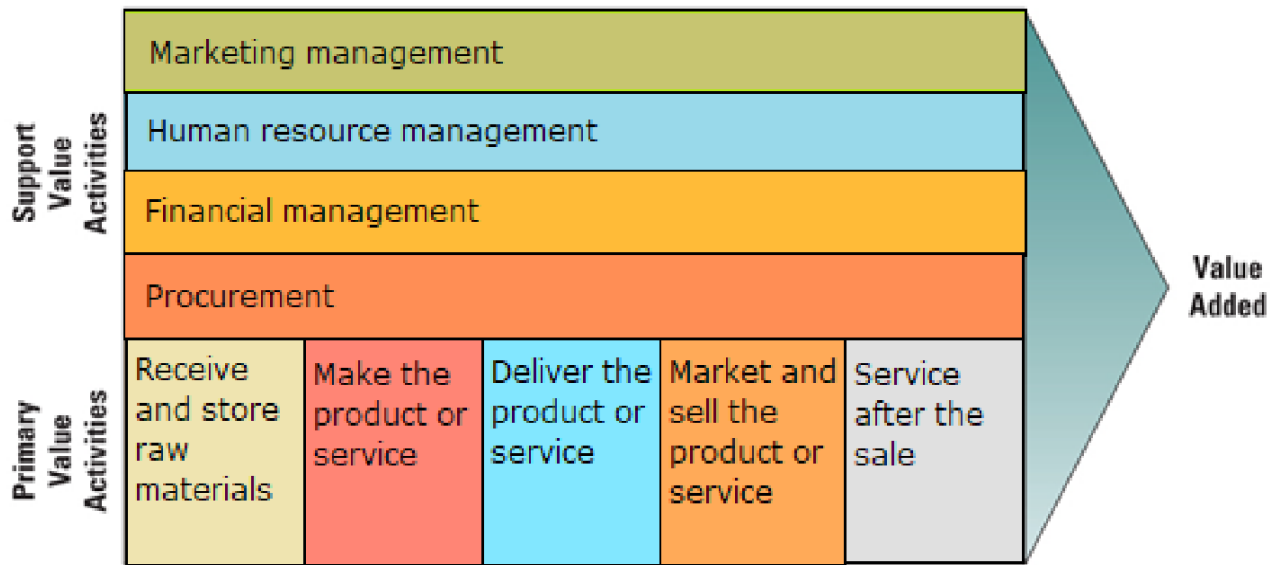 Support
Value
Activities
Marketing management
Human resource management
Financial management
Procurement
Primary
Value
Activities
Receive
and store
raw
materials
Make the
product or
service
Deliver the
product or
service
Market and
sell the
product or
service
Service
after the
sale
Value
Added